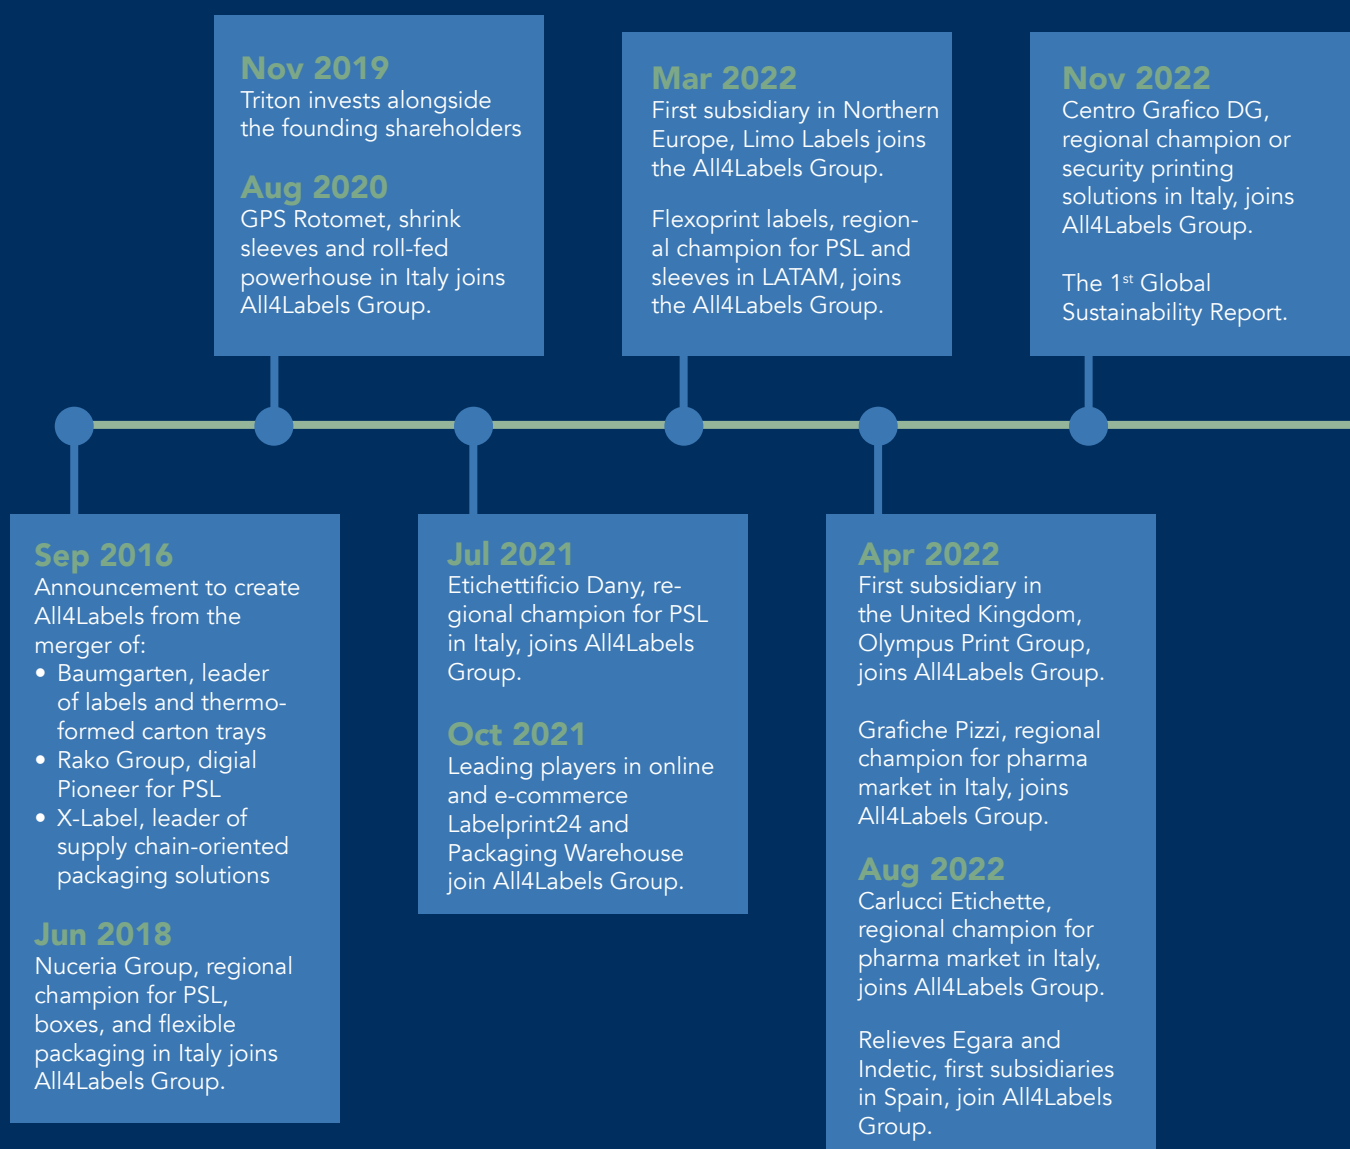 Nov 2019
Triton invests alongside
the founding shareholders
Aug 2020
GPS Rotomet, shrink
sleeves and roll-fed
powerhouse in Italy joins
All4Labels Group.
Mar 2022
First subsidiary in Northern
Europe, Limo Labels joins
the All4Labels Group.
Flexoprint labels, region-
al champion for PSL and
sleeves in LATAM, joins
the All4Labels Group.
Nov 2022
Centro Grafico DG,
regional champion or
security printing
solutions in Italy, joins
All4Labels Group.
The 1st Global
Sustainability Report.
Sep 2016
Announcement to create
All4Labels from the
merger of:
• Baumgarten, leader
of labels and thermo-
formed carton trays
• Rako Group, digial
Pioneer for PSL
• X-Label, leader of
supply chain-oriented
packaging solutions
Jun 2018
Nuceria Group, regional
champion for PSL,
boxes, and flexible
packaging in Italy joins
All4Labels Group.
Jul 2021
Etichettificio Dany, re-
gional champion for PSL
in Italy, joins All4Labels
Group.
Oct 2021
Leading players in online
and e-commerce
Labelprint24 and
Packaging Warehouse
join All4Labels Group.
Apr 2022
First subsidiary in
the United Kingdom,
Olympus Print Group,
joins All4Labels Group.
Grafiche Pizzi, regional
champion for pharma
market in Italy, joins
All4Labels Group.
Aug 2022
Carlucci Etichette,
regional champion for
pharma market in Italy,
joins All4Labels Group.
Relieves Egara and
Indetic, first subsidiaries
in Spain, join All4Labels
Group.